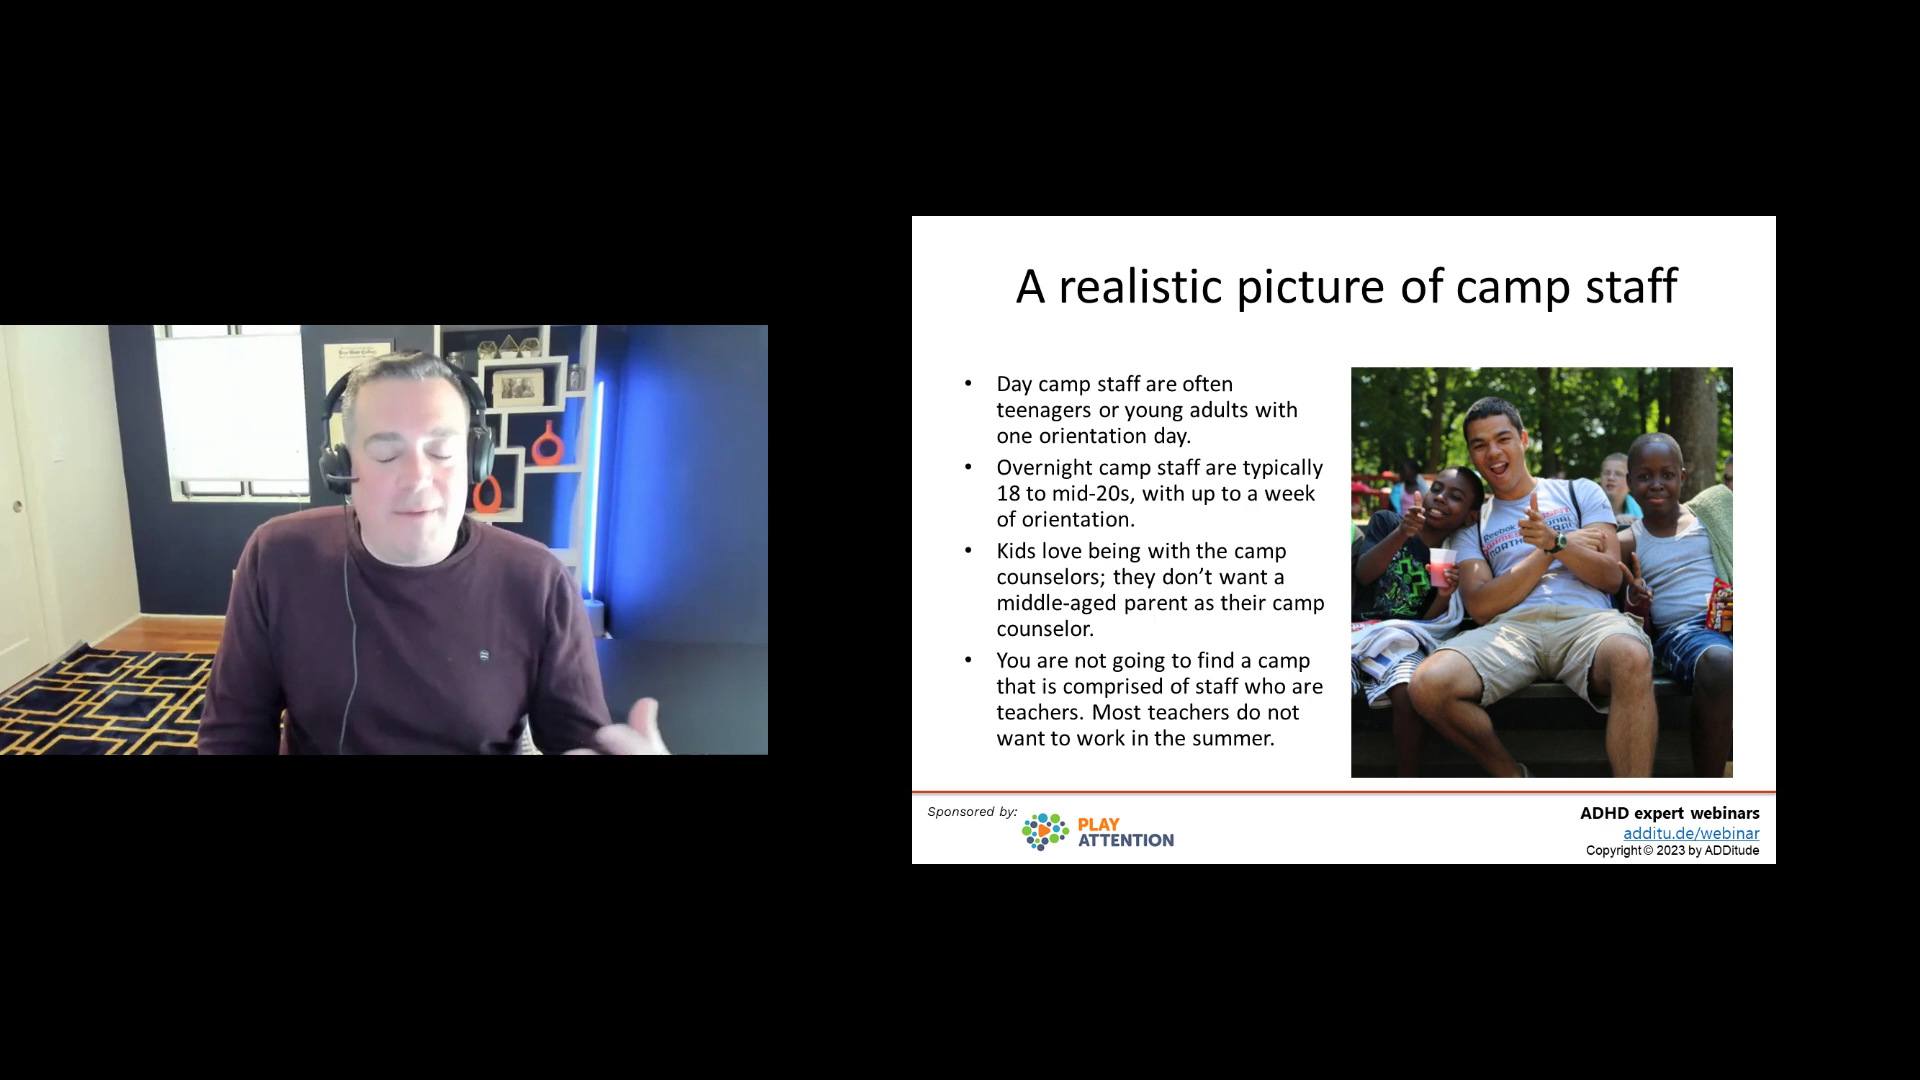 A realistic picture of camp staff
• Day camp staff are often
teenagers or young adults with
one orientation day.
• Overnight camp staff are typically
18 to mid-20s, with up to a week
of orientation.
• Kids love being with the camp
counselors; they don’t want a
middle-aged parent as their camp
counselor.
• You are not going to find a camp
that is comprised of staff who are
teachers. Most teachers do not
want to work in the summer.
Reebok
NORTH
Sponsored by:
PLAY
ATTENTION
ADHD expert webinars
additu.de/webinar
Copyright © 2023 by ADDitude